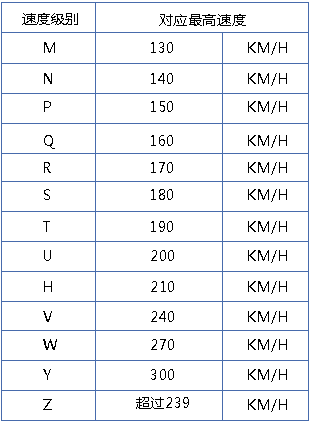 速度级别 对应最高速度
M 130 KM/H
N 140 KM/H
P 150 KM/H
Q 160 KM/H
R 170 KM/H
S 180 KM/H
T 190 KM/H
U 200 KM/H
H 210 KM/H
V 240 KM/H
W 270 KM/H
Y 300 KM/H
Z 超过239 KM/H